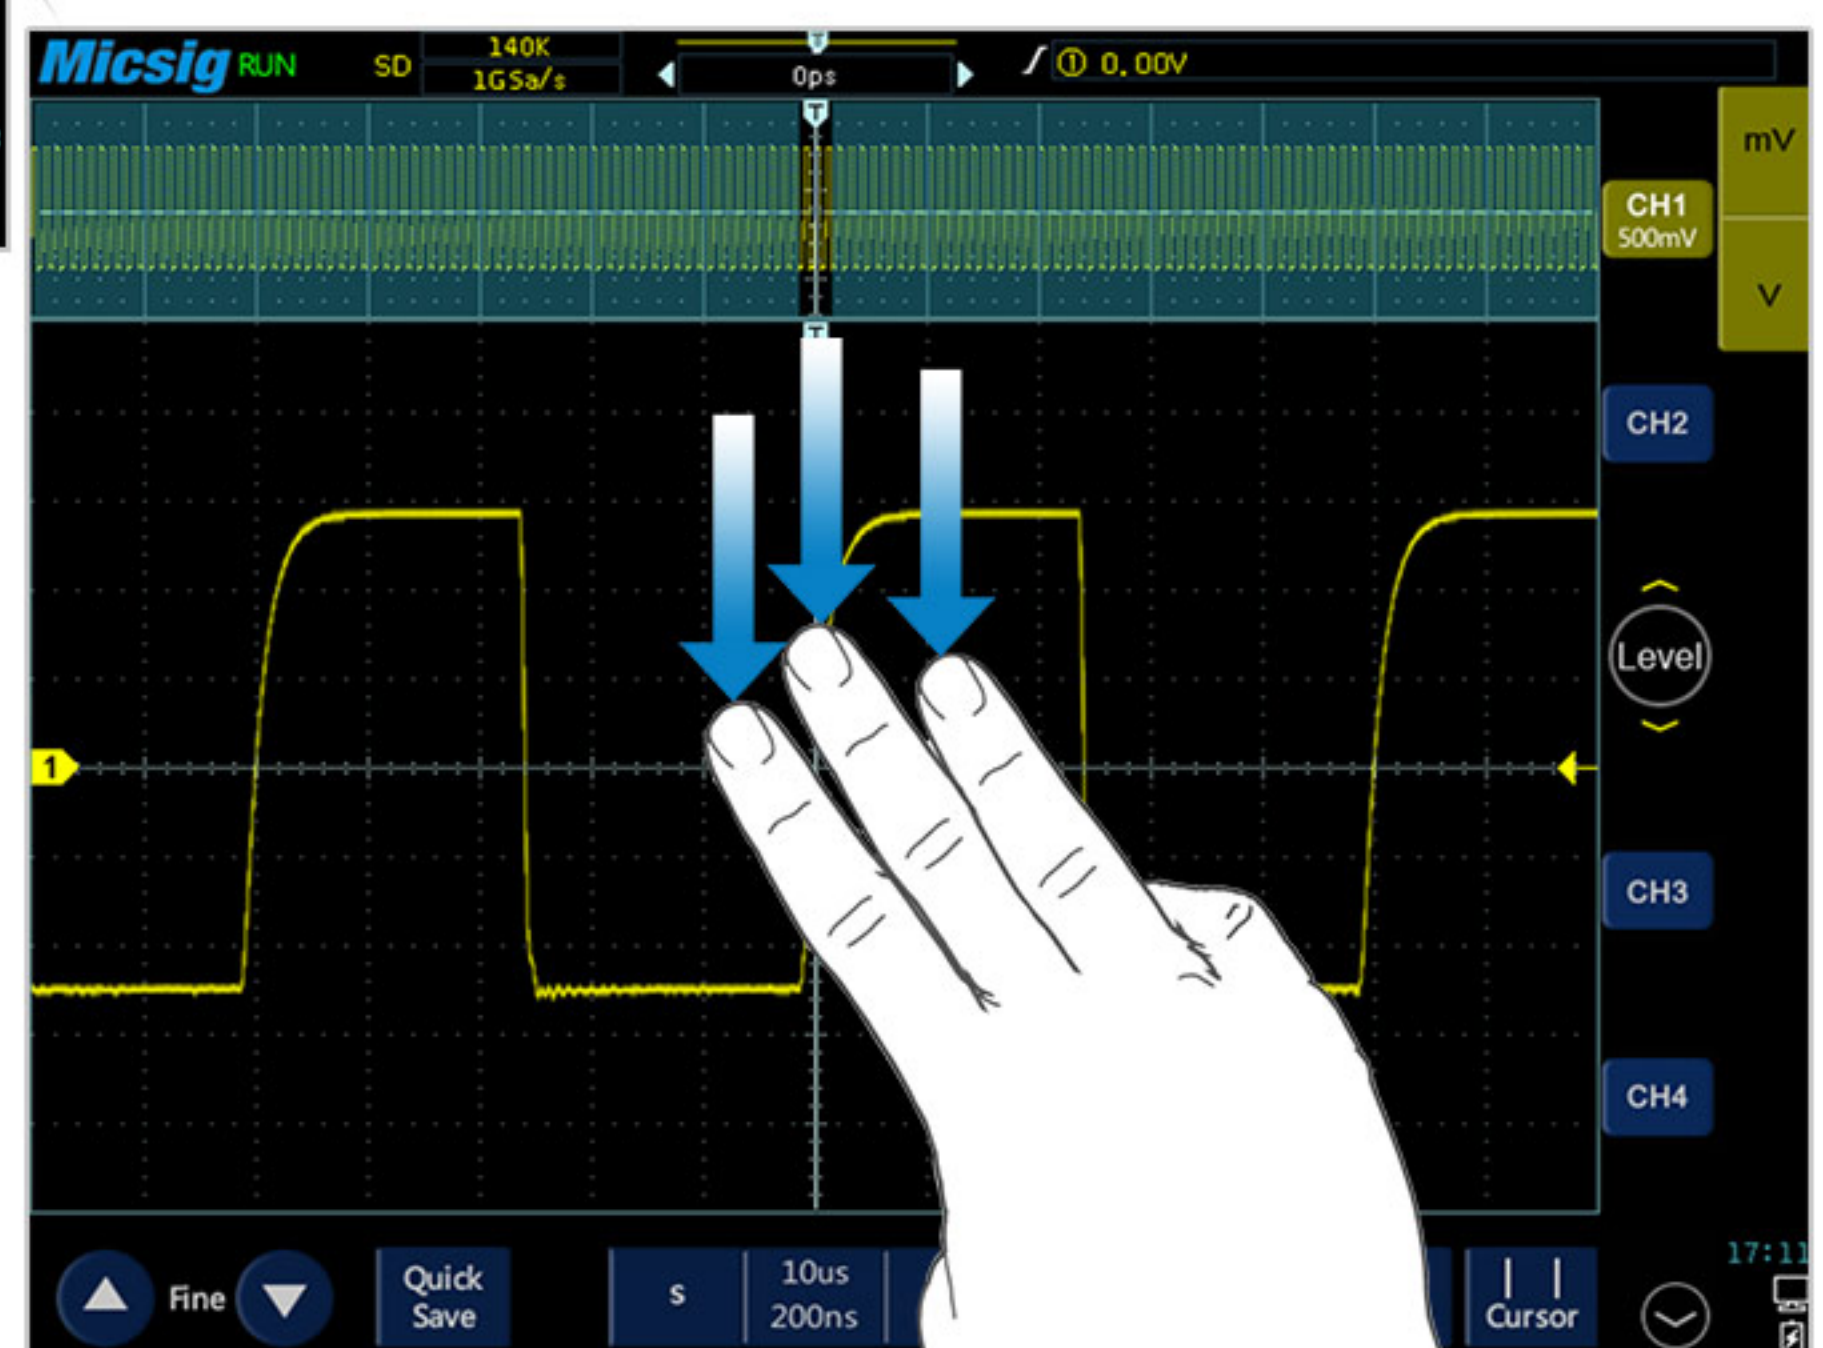 Micsig RUN SD 140K
1GSa/s
T
0ps
① 0.00V
T
mV
CH1
500mV
V
T
CH2
Level
1
CH3
CH4
17:11
Fine
Quick
Save
s
10us
200ns
Cursor